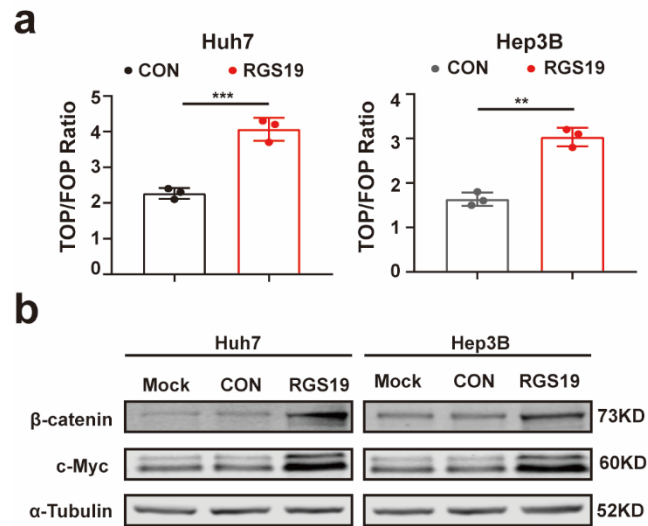 a
Huh7
CON RGS19
***
TOP/FOP Ratio
5
4
3
2
1
0
Hep3B
CON RGS19
**
TOP/FOP Ratio
4
3
2
1
0
b
Huh7 Hep3B
Mock CON RGS19 Mock CON RGS19
β-catenin 73KD
c-Myc 60KD
α-Tubulin 52KD